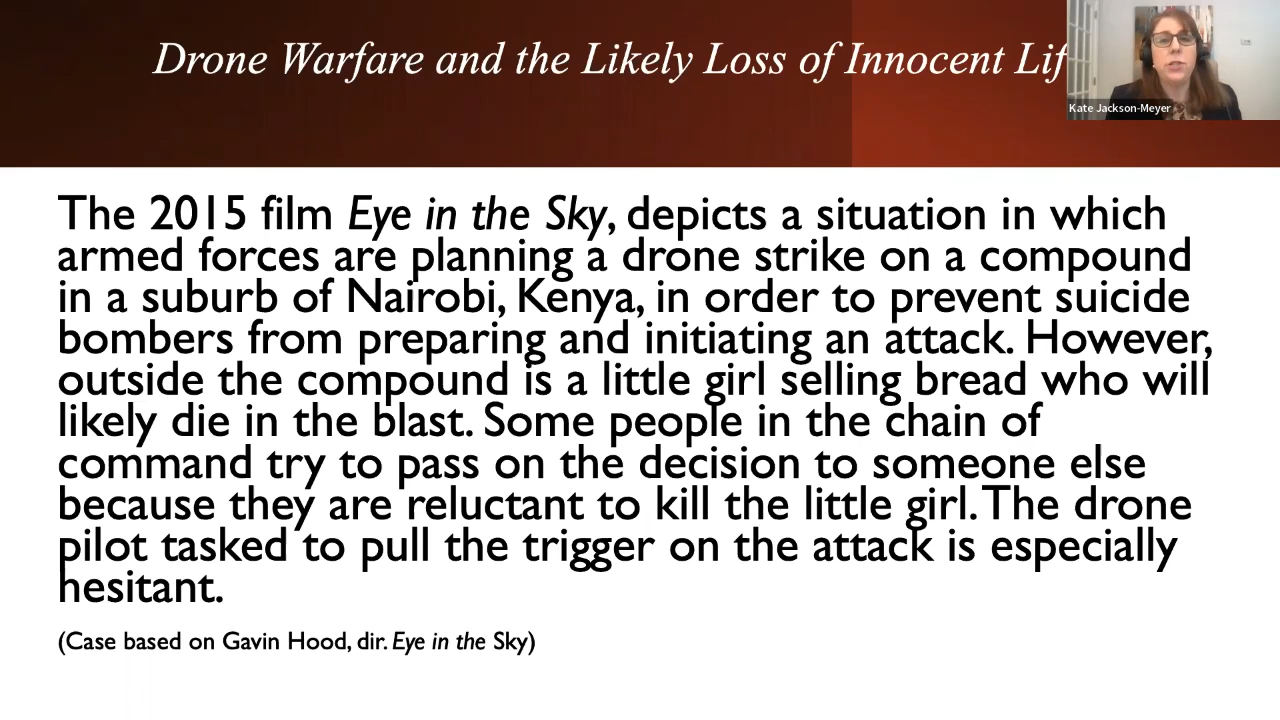 Drone Warfare and the Likely Loss of Innocent Lif
Kate Jackson-Meyer
The 2015 film Eye in the Sky, depicts a situation in which
armed forces are planning a drone strike on a compound
in a suburb of Nairobi, Kenya, in order to prevent suicide
bombers from preparing and initiating an attack. However,
outside the compound is a little girl selling bread who will
likely die in the blast. Some people in the chain of
command try to pass on the decision to someone else
because they are reluctant to kill the little girl. The drone
pilot tasked to pull the trigger on the attack is especially
hesitant.
(Case based on Gavin Hood, dir. Eye in the Sky)